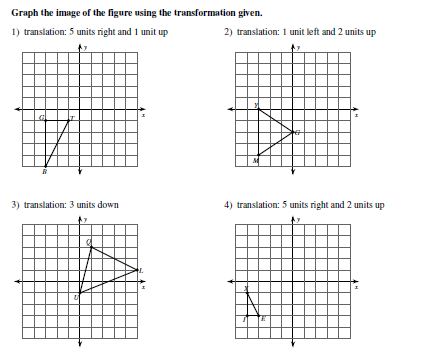 Graph the image of the figure using the transformation given.
1) translation: 5 units right and 1 unit up
2) translation: 1 unit left and 2 units up
y
x
G
T
B
y
x
Y
G
M
3) translation: 3 units down
4) translation: 5 units right and 2 units up
y
x
Q
L
U
y
x
X
I
E